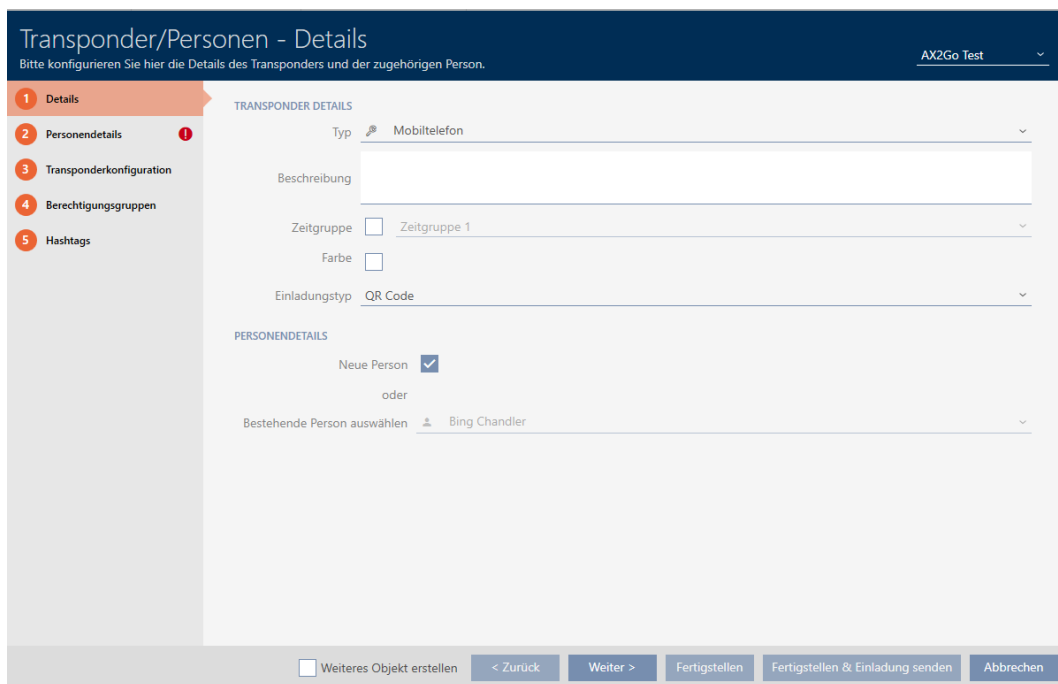 Transponder/Personen - Details
Bitte konfigurieren Sie hier die Details des Transponders und der zugehörigen Person.
AX2Go Test
1 Details
2 Personendetails !
3 Transponderkonfiguration
4 Berechtigungsgruppen
5 Hashtags
TRANSPONDER DETAILS
Typ Mobiltelefon
Beschreibung
Zeitgruppe Zeitgruppe 1
Farbe
Einladungstyp QR Code
PERSONENDETAILS
Neue Person
oder
Bestehende Person auswählen Bing Chandler
Weiteres Objekt erstellen < Zurück Weiter > Fertigstellen Fertigstellen & Einladung senden Abbrechen